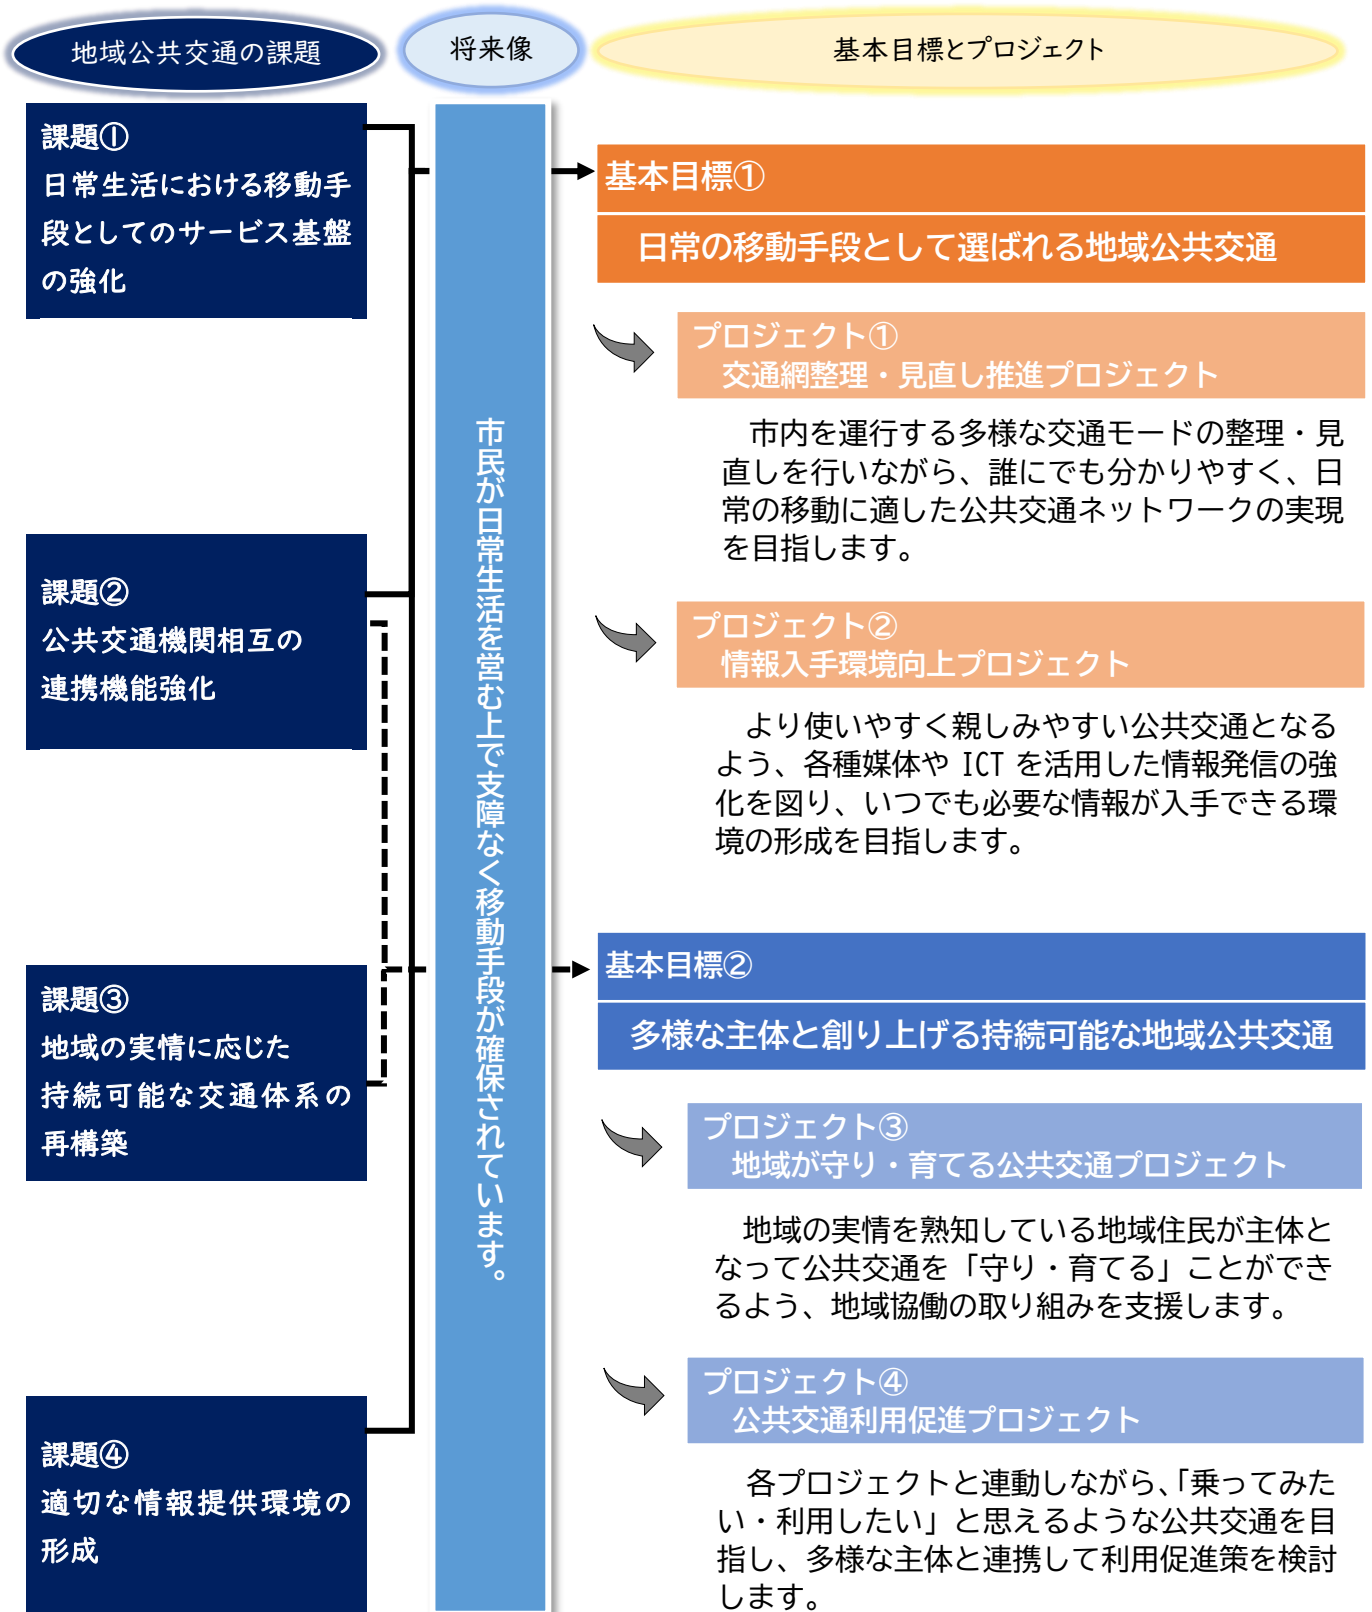 地域公共交通の課題
将来像
基本目標とプロジェクト
課題①
日常生活における移動手
段としてのサービス基盤
の強化
課題②
公共交通機関相互の
連携機能強化
課題③
地域の実情に応じた
持続可能な交通体系の
再構築
課題④
適切な情報提供環境の
形成
市民が日常生活を営む上で支障なく移動手段が確保されています。
基本目標①
日常の移動手段として選ばれる地域公共交通
プロジェクト①
交通網整理・見直し推進プロジェクト
市内を運行する多様な交通モードの整理・見
直しを行いながら、誰にでも分かりやすく、日
常の移動に適した公共交通ネットワークの実現
を目指します。
プロジェクト②
情報入手環境向上プロジェクト
より使いやすく親しみやすい公共交通となる
よう、各種媒体や ICT を活用した情報発信の強
化を図り、いつでも必要な情報が入手できる環
境の形成を目指します。
基本目標②
多様な主体と創り上げる持続可能な地域公共交通
プロジェクト③
地域が守り・育てる公共交通プロジェクト
地域の実情を熟知している地域住民が主体と
なって公共交通を「守り・育てる」ことができ
るよう、地域協働の取り組みを支援します。
プロジェクト④
公共交通利用促進プロジェクト
各プロジェクトと連動しながら、「乗ってみた
い・利用したい」と思えるような公共交通を目
指し、多様な主体と連携して利用促進策を検討
します。